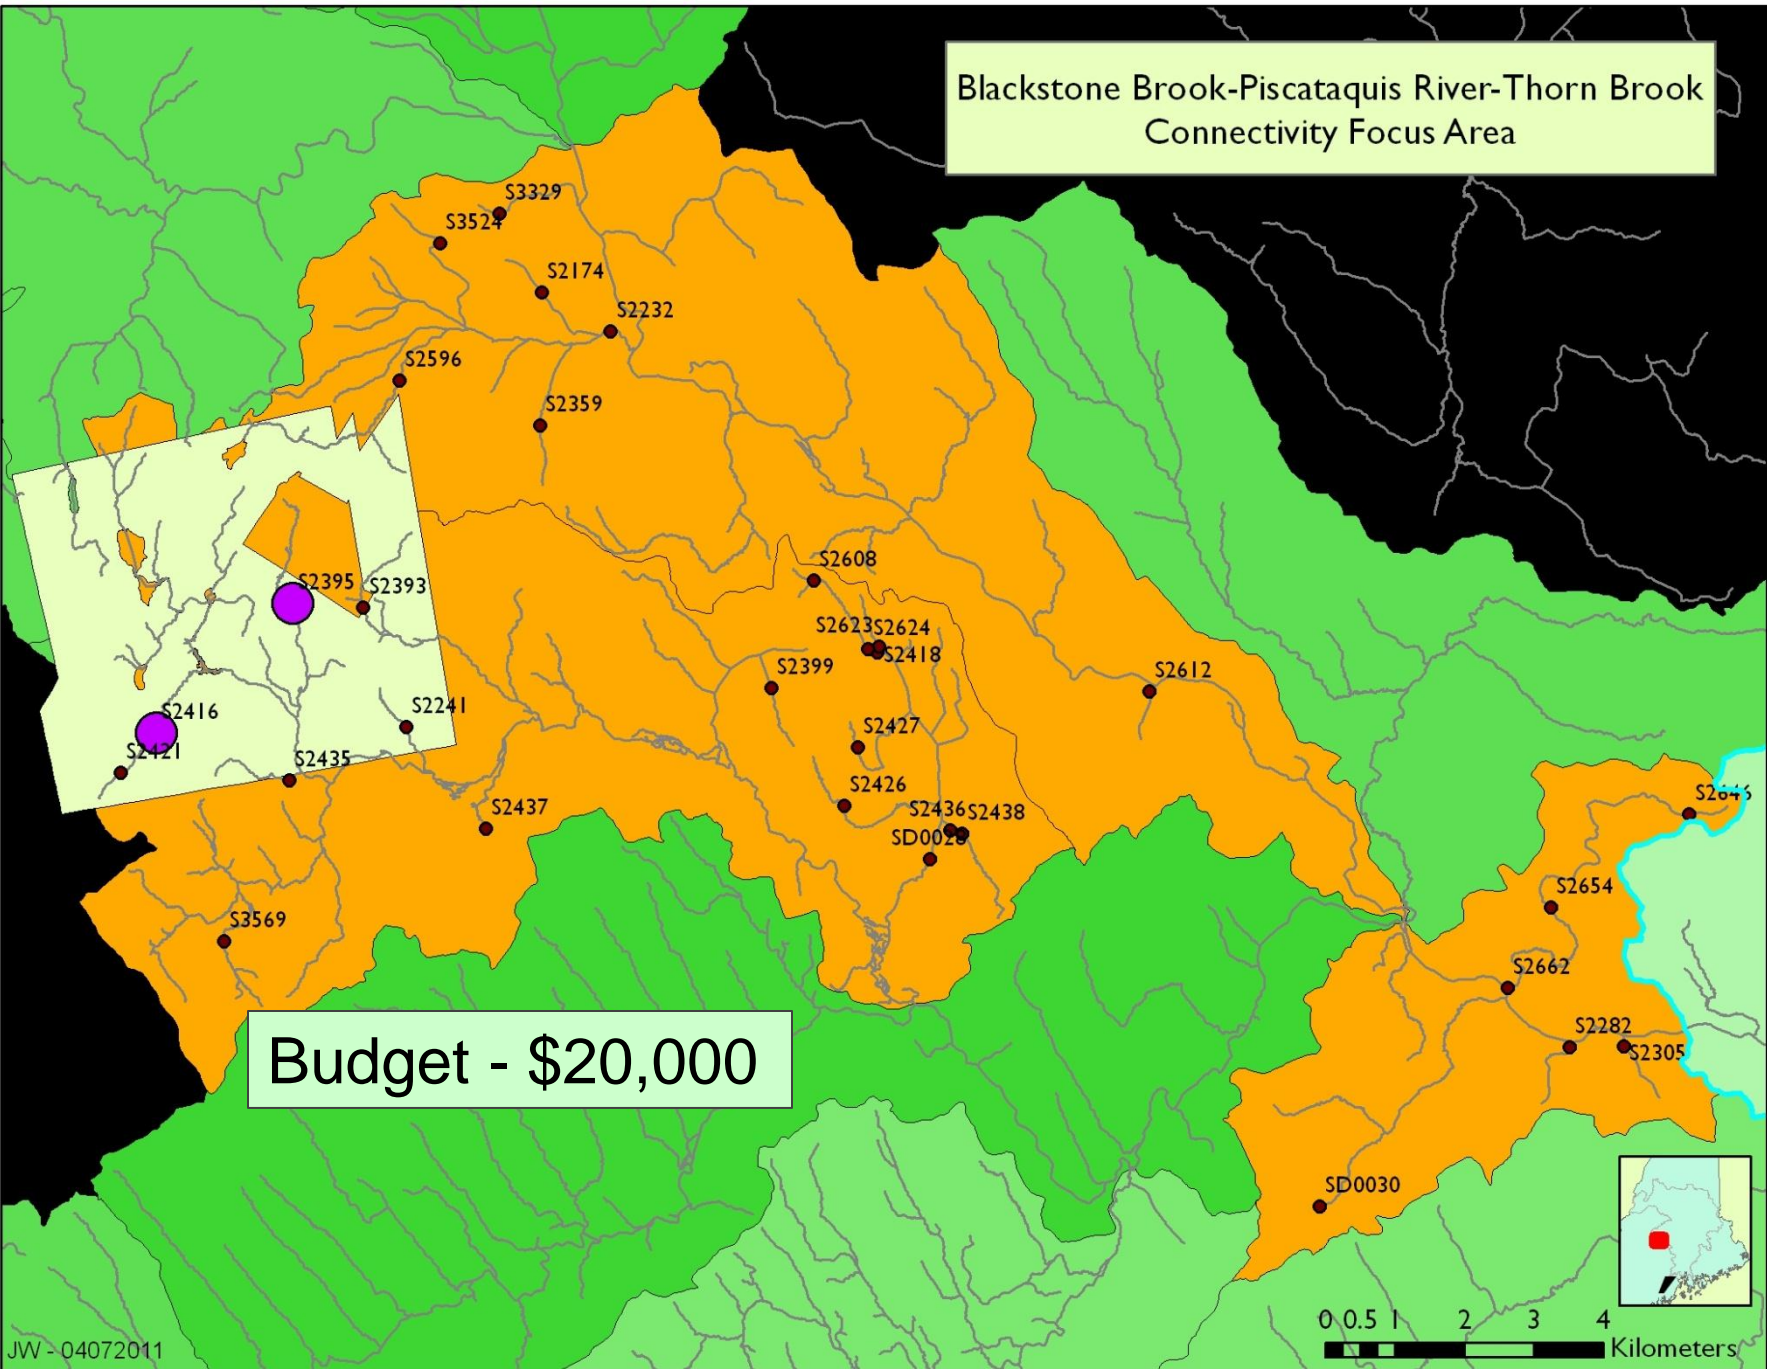 Blackstone Brook-Piscataquis River-Thorn Brook
Connectivity Focus Area
S3329
S3524
S2174
S2232
S2596
S2359
S2608
S2395
S2393
S2623
S2624
S2418
S2399
S2612
S2416
S2241
S2427
S2421
S2435
S2426
S2437
S2436
S2438
SD0028
S2646
S2654
S3569
S2662
S2282
S2305
Budget - $20,000
SD0030
0 0.5 1 2 3 4
Kilometers
JW - 04072011